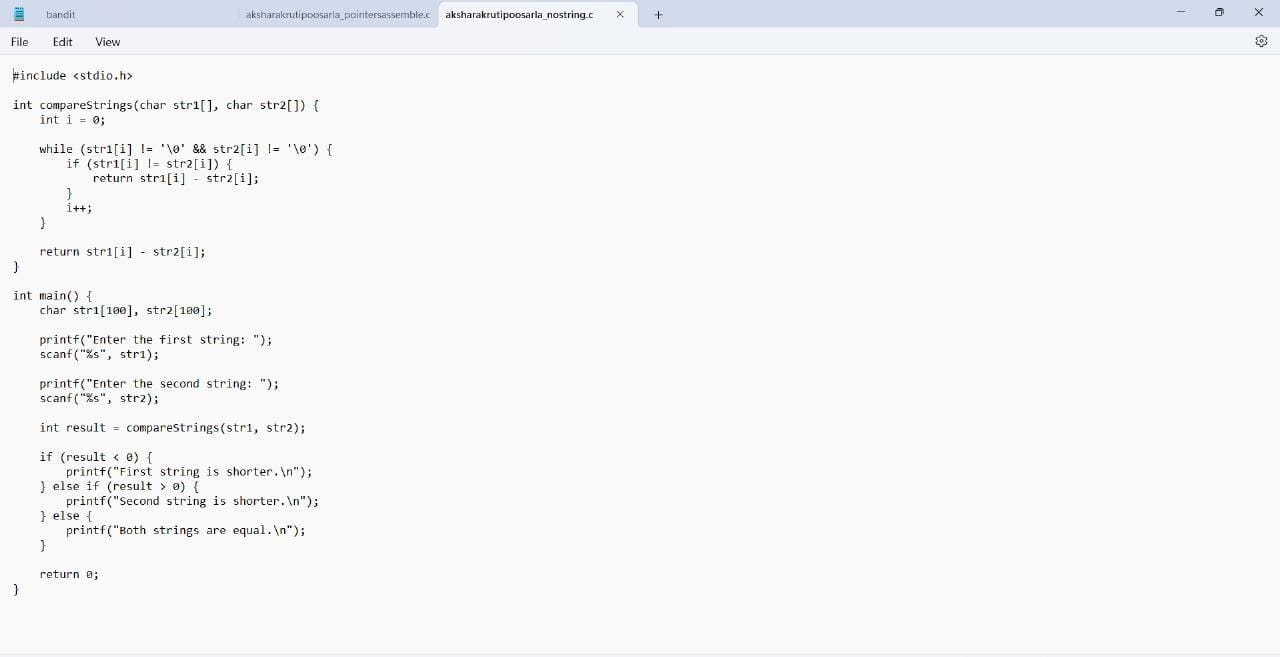 bandit
aksharakrutipoosarla_pointersassemble.c
aksharakrutipoosarla_nostring.c
File Edit View
#include <stdio.h>
int compareStrings(char str1[], char str2[]) {
    int i = 0;
    while (str1[i] != '\0' && str2[i] != '\0') {
        if (str1[i] != str2[i]) {
            return str1[i] - str2[i];
        }
        i++;
    }
    return str1[i] - str2[i];
}
int main() {
    char str1[100], str2[100];
    printf("Enter the first string: ");
    scanf("%s", str1);
    printf("Enter the second string: ");
    scanf("%s", str2);
    int result = compareStrings(str1, str2);
    if (result < 0) {
        printf("First string is shorter.\n");
    } else if (result > 0) {
        printf("Second string is shorter.\n");
    } else {
        printf("Both strings are equal.\n");
    }
    return 0;
}